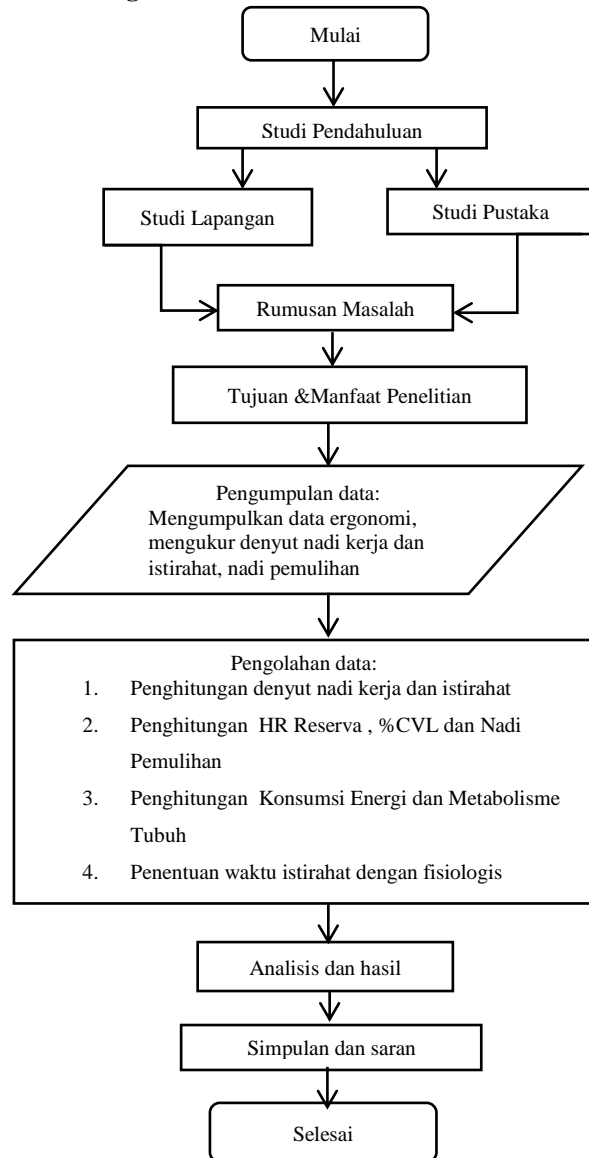 Mulai
Studi Pendahuluan
Studi Lapangan
Studi Pustaka
Rumusan Masalah
Tujuan &Manfaat Penelitian
Pengumpulan data:
Mengumpulkan data ergonomi,
mengukur denyut nadi kerja dan
istirahat, nadi pemulihan
Pengolahan data:
1. Penghitungan denyut nadi kerja dan istirahat
2. Penghitungan HR Reserva , %CVL dan Nadi
Pemulihan
3. Penghitungan Konsumsi Energi dan Metabolisme
Tubuh
4. Penentuan waktu istirahat dengan fisiologis
Analisis dan hasil
Simpulan dan saran
Selesai